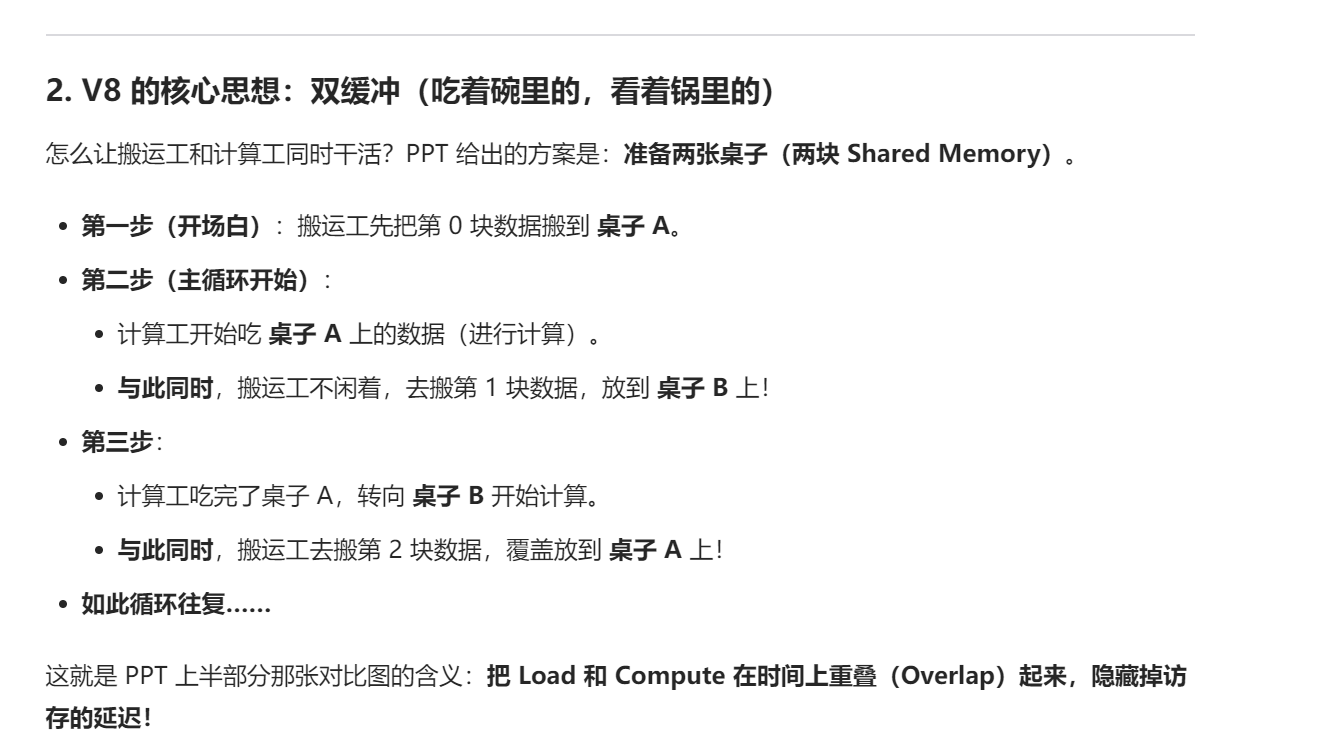 2. V8 的核心思想：双缓冲（吃着碗里的，看着锅里的）
怎么让搬运工和计算工同时干活？PPT 给出的方案是：准备两张桌子（两块 Shared Memory）。
• 第一步（开场白）：搬运工先把第 0 块数据搬到 桌子 A。
• 第二步（主循环开始）：
• 计算工开始吃 桌子 A 上的数据（进行计算）。
• 与此同时，搬运工不闲着，去搬第 1 块数据，放到 桌子 B 上！
• 第三步：
• 计算工吃完了桌子 A，转向 桌子 B 开始计算。
• 与此同时，搬运工去搬第 2 块数据，覆盖放到 桌子 A 上！
• 如此循环往复……
这就是 PPT 上半部分那张对比图的含义：把 Load 和 Compute 在时间上重叠（Overlap）起来，隐藏掉访
存的延迟！